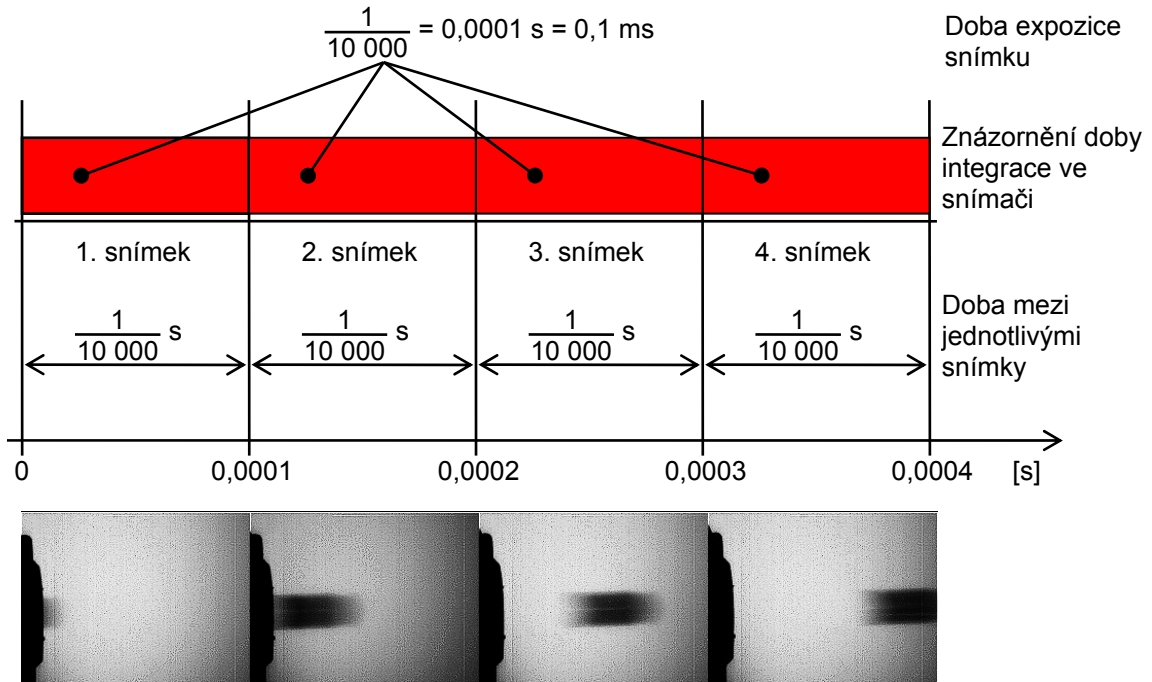 1
10 000 = 0,0001 s = 0,1 ms
Doba expozice
snímku
Znázornění doby
integrace ve
snímači
1. snímek
2. snímek
3. snímek
4. snímek
1
10 000 s
1
10 000 s
1
10 000 s
1
10 000 s
Doba mezi
jednotlivými
snímky
0
0,0001
0,0002
0,0003
0,0004
[s]